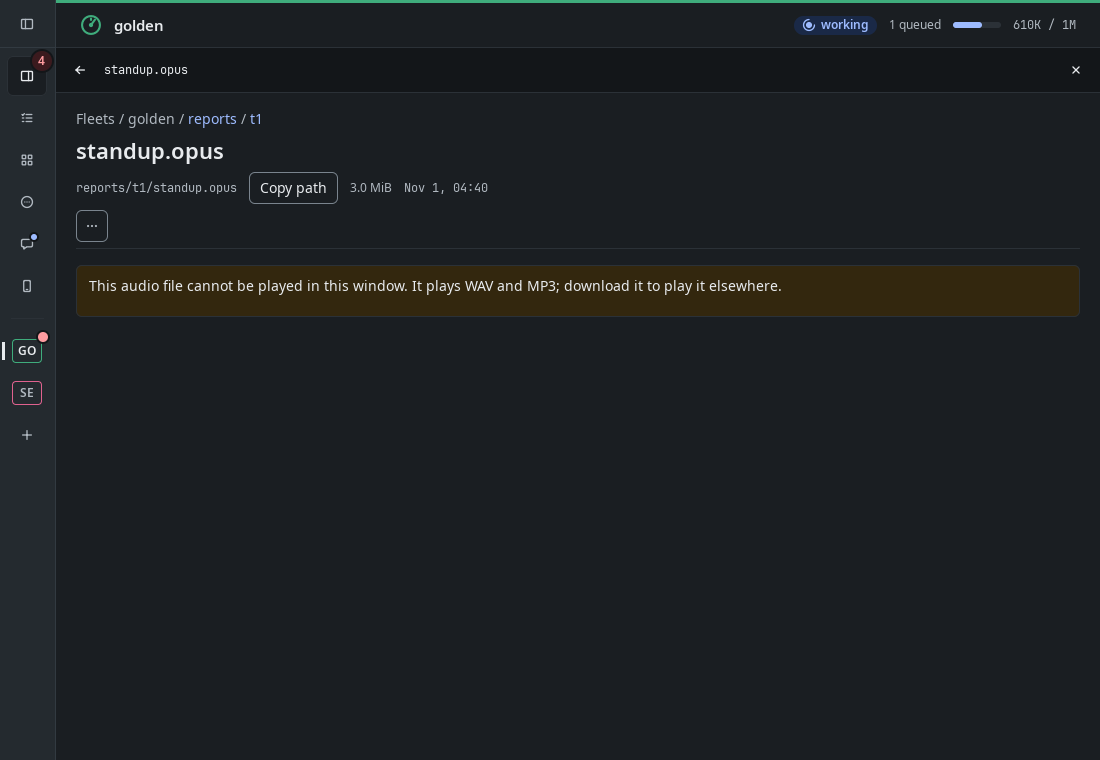 golden
working
1 queued
610K / 1M
4
standup.opus
Fleets / golden / reports / t1
standup.opus
reports/t1/standup.opus
Copy path
3.0 MiB
Nov 1, 04:40
This audio file cannot be played in this window. It plays WAV and MP3; download it to play it elsewhere.
GO
SE